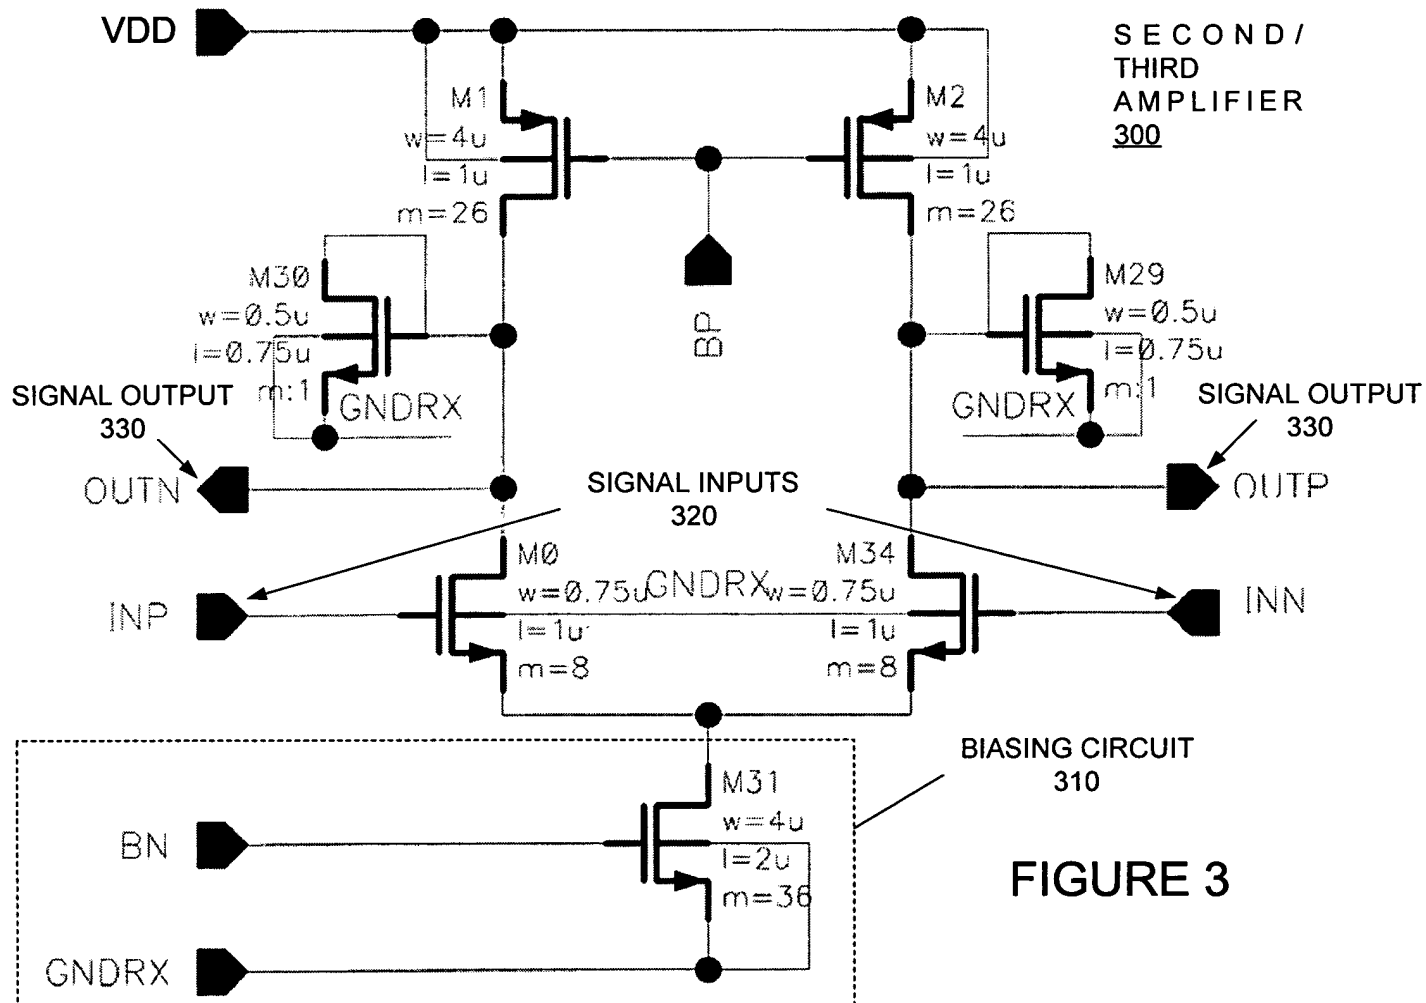 VDD
SECOND/
THIRD
AMPLIFIER
300
M1
w=4u
l=1u
m=26
M2
w=4u
l=1u
m=26
M30
w=0.5u
l=0.75u
m:1
GNDRX
BP
M29
w=0.5u
l=0.75u
m:1
GNDRX
SIGNAL OUTPUT
330
OUTN
SIGNAL INPUTS
320
SIGNAL OUTPUT
330
OUTP
INP
M0
w=0.75u
l=1u
m=8
GNDRX
M34
w=0.75u
l=1u
m=8
INN
BIASING CIRCUIT
310
M31
w=4u
l=2u
m=36
BN
GNDRX
FIGURE 3